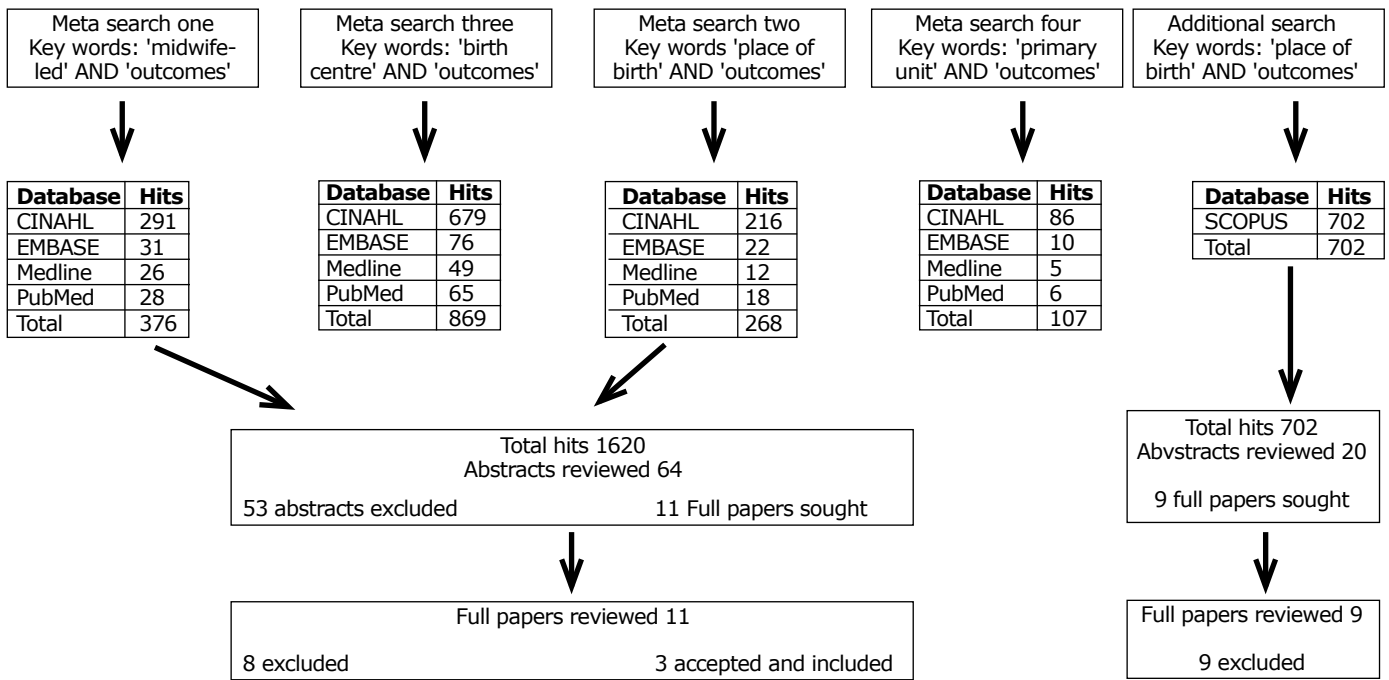 Meta search one
Key words: 'midwife-
led' AND 'outcomes'
Meta search three
Key words: 'birth
centre' AND 'outcomes'
Meta search two
Key words 'place of
birth' AND 'outcomes'
Meta search four
Key words: 'primary
unit' AND 'outcomes'
Additional search
Key words: 'place of
birth' AND 'outcomes'
Database Hits
CINAHL 291
EMBASE 31
Medline 26
PubMed 28
Total 376
Database Hits
CINAHL 679
EMBASE 76
Medline 49
PubMed 65
Total 869
Database Hits
CINAHL 216
EMBASE 22
Medline 12
PubMed 18
Total 268
Database Hits
CINAHL 86
EMBASE 10
Medline 5
PubMed 6
Total 107
Database Hits
SCOPUS 702
Total 702
Total hits 1620
Abstracts reviewed 64
53 abstracts excluded 11 Full papers sought
Total hits 702
Abvstracts reviewed 20
9 full papers sought
Full papers reviewed 11
8 excluded 3 accepted and included
Full papers reviewed 9
9 excluded